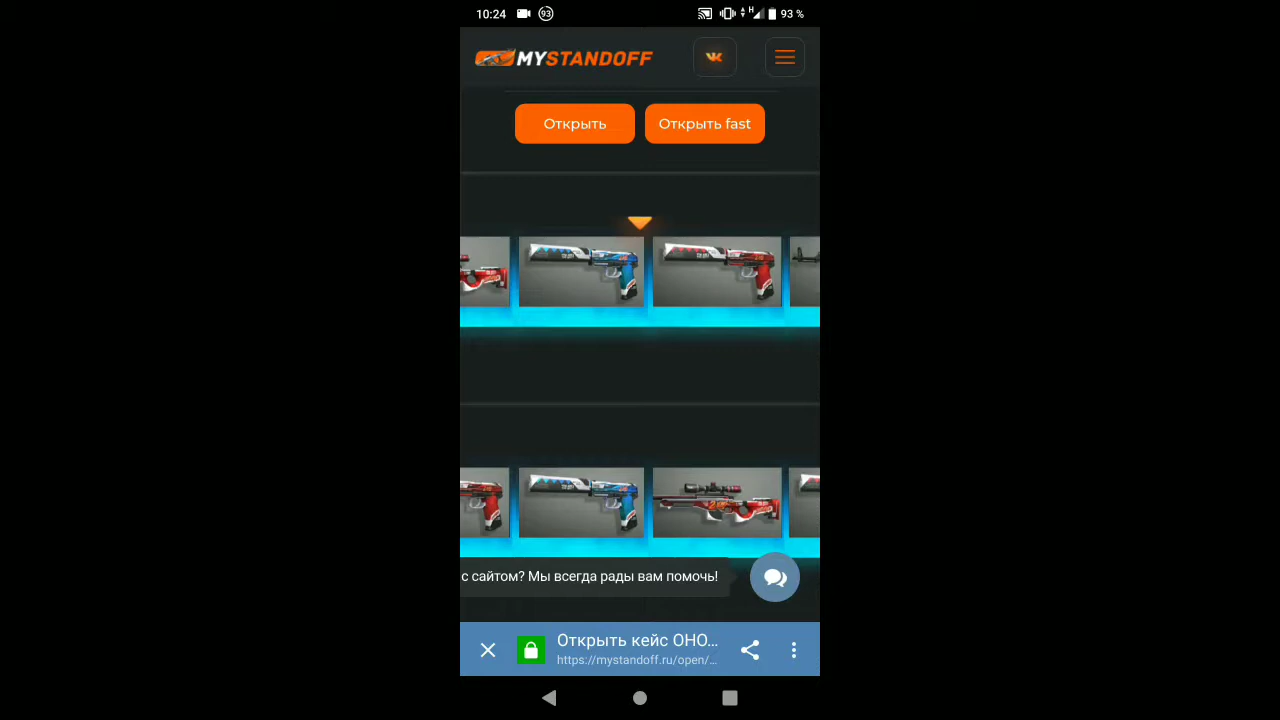 10:24 93 H 93 %
MYSTANDOFF
Открыть Открыть fast
с сайтом? Мы всегда рады вам помочь!
Открыть кейс ОНО...
https://mystandoff.ru/open/...